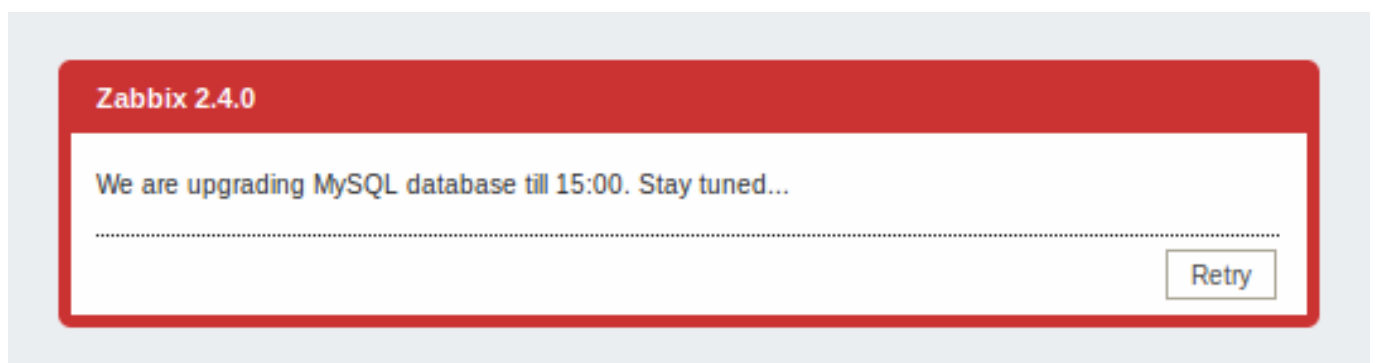 Zabbix 2.4.0
We are upgrading MySQL database till 15:00. Stay tuned...
Retry